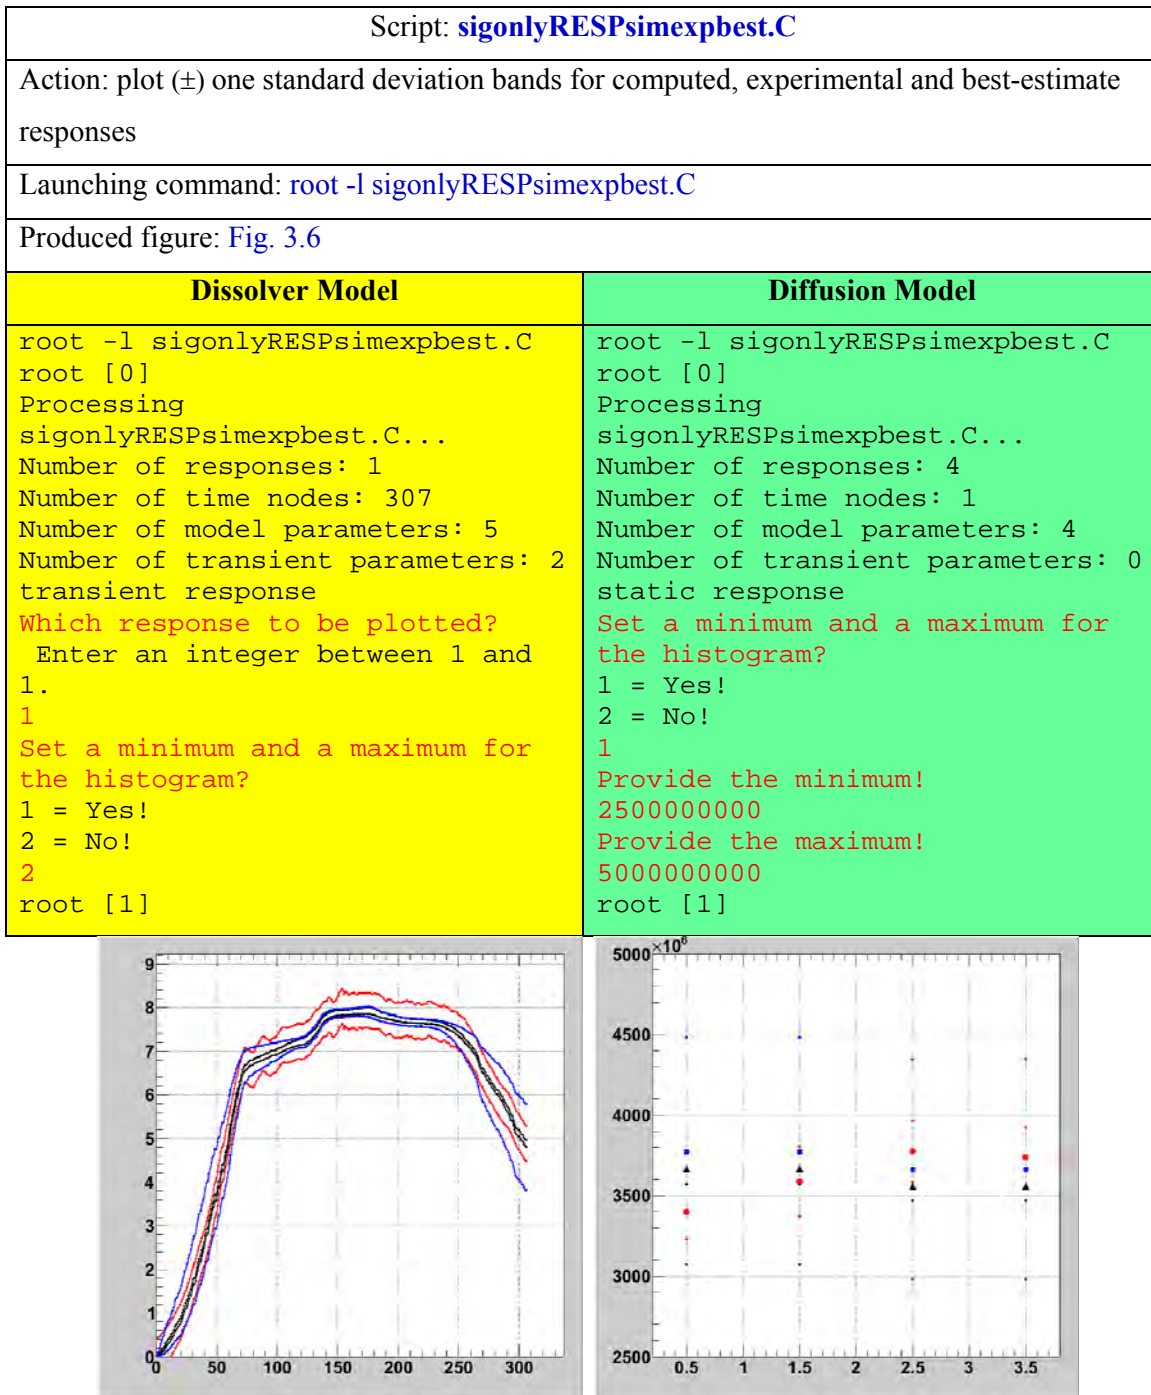 Script: sigonlyRESPsimexpbest.C
Action: plot (±) one standard deviation bands for computed, experimental and best-estimate
responses
Launching command: root -l sigonlyRESPsimexpbest.C
Produced figure: Fig. 3.6
Dissolver Model
root -l sigonlyRESPsimexpbest.C
root [0]
Processing
sigonlyRESPsimexpbest.C...
Number of responses: 1
Number of time nodes: 307
Number of model parameters: 5
Number of transient parameters: 2
transient response
Which response to be plotted?
Enter an integer between 1 and
1.
1
Set a minimum and a maximum for
the histogram?
1 = Yes!
2 = No!
2
root [1]
Diffusion Model
root -l sigonlyRESPsimexpbest.C
root [0]
Processing
sigonlyRESPsimexpbest.C...
Number of responses: 4
Number of time nodes: 1
Number of model parameters: 4
Number of transient parameters: 0
static response
Set a minimum and a maximum for
the histogram?
1 = Yes!
2 = No!
1
Provide the minimum!
2500000000
Provide the maximum!
5000000000
root [1]
9
8
7
6
5
4
3
2
1
0
0 50 100 150 200 250 300
5000 ×10⁶
4500
4000
3500
3000
2500
0.5 1 1.5 2 2.5 3 3.5